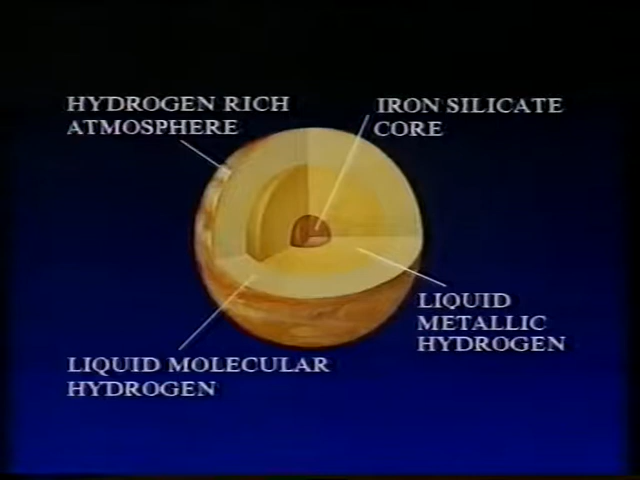 HYDROGEN RICH
ATMOSPHERE
IRON SILICATE
CORE
LIQUID
METALLIC
HYDROGEN
LIQUID MOLECULAR
HYDROGEN